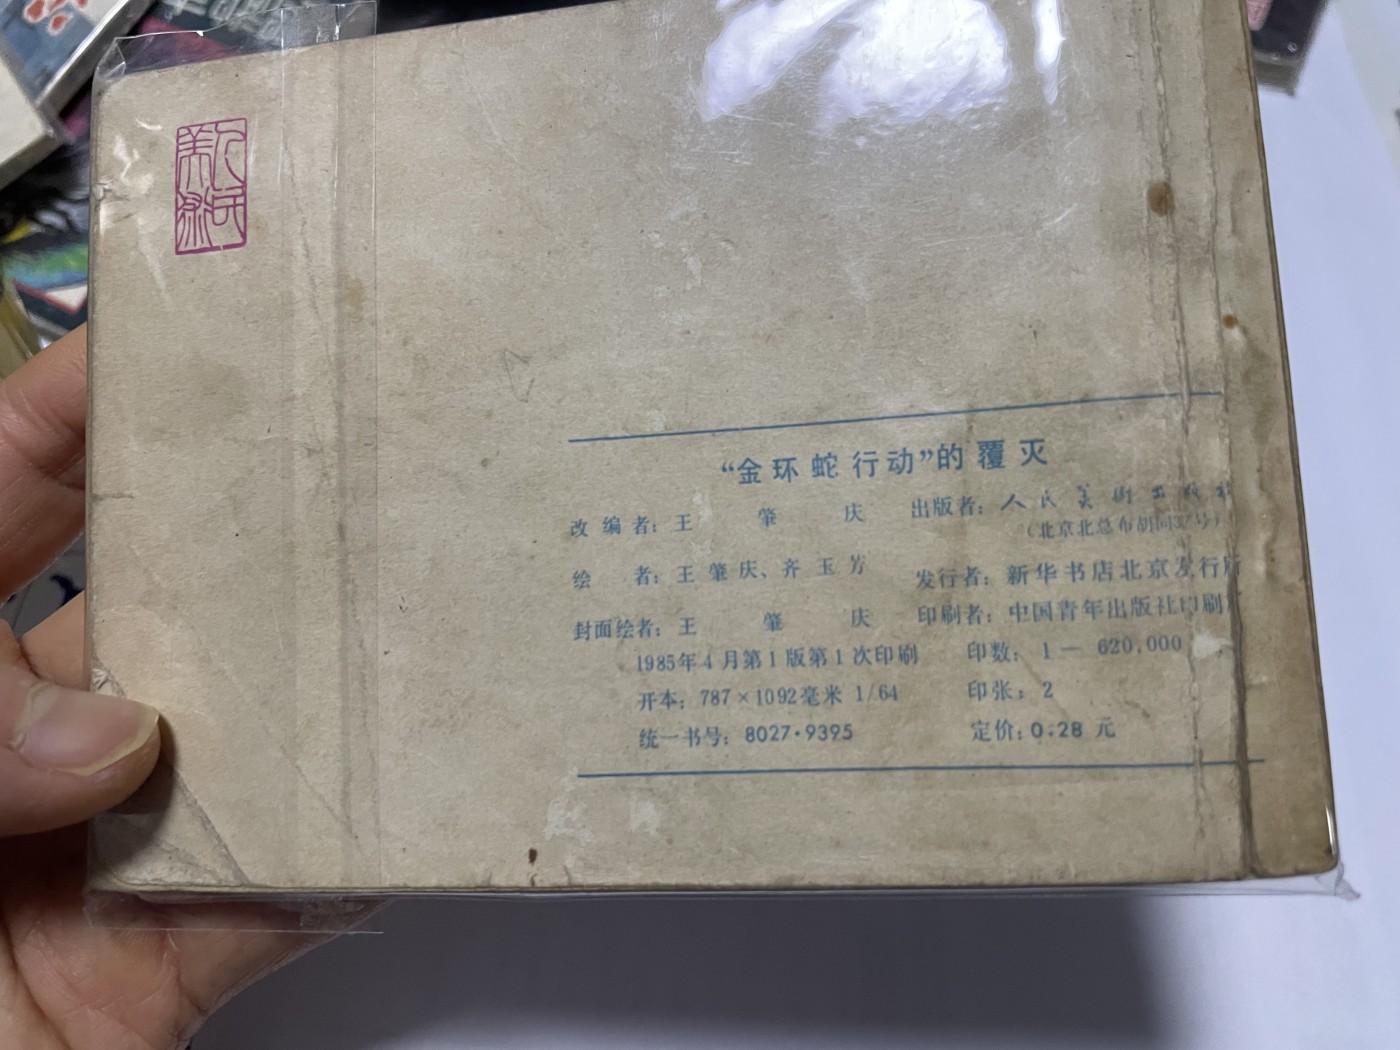 人民
美術
“金环蛇行动”的覆灭
改编者：王肇庆
绘者：王肇庆、齐玉芳
封面绘者：王肇庆
出版者：人民美術出版社
（北京北总布胡同32号）
发行者：新华书店北京发行所
印刷者：中国青年出版社印刷
1985年4月第1版第1次印刷
印数：1—620,000
开本：787×1092毫米 1/64
印张：2
统一书号：8027·9395
定价：0.28元